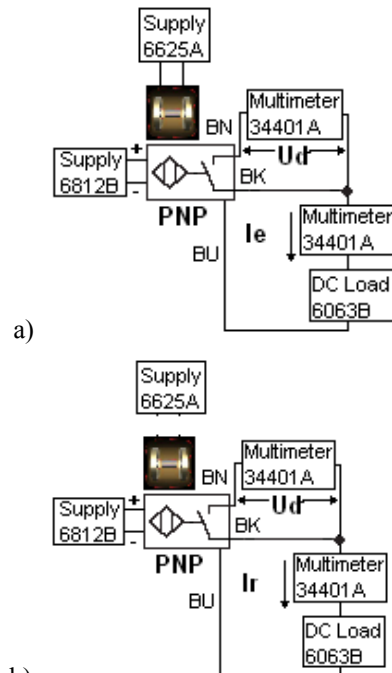 Supply
6625A
BN
Multimeter
34401A
Ud
Supply
6812B
+
-
BK
PNP
Ie
Multimeter
34401A
BU
DC Load
6063B
a)
Supply
6625A
BN
Multimeter
34401A
Ud
Supply
6812B
+
-
BK
PNP
Ir
Multimeter
34401A
BU
DC Load
6063B
b)